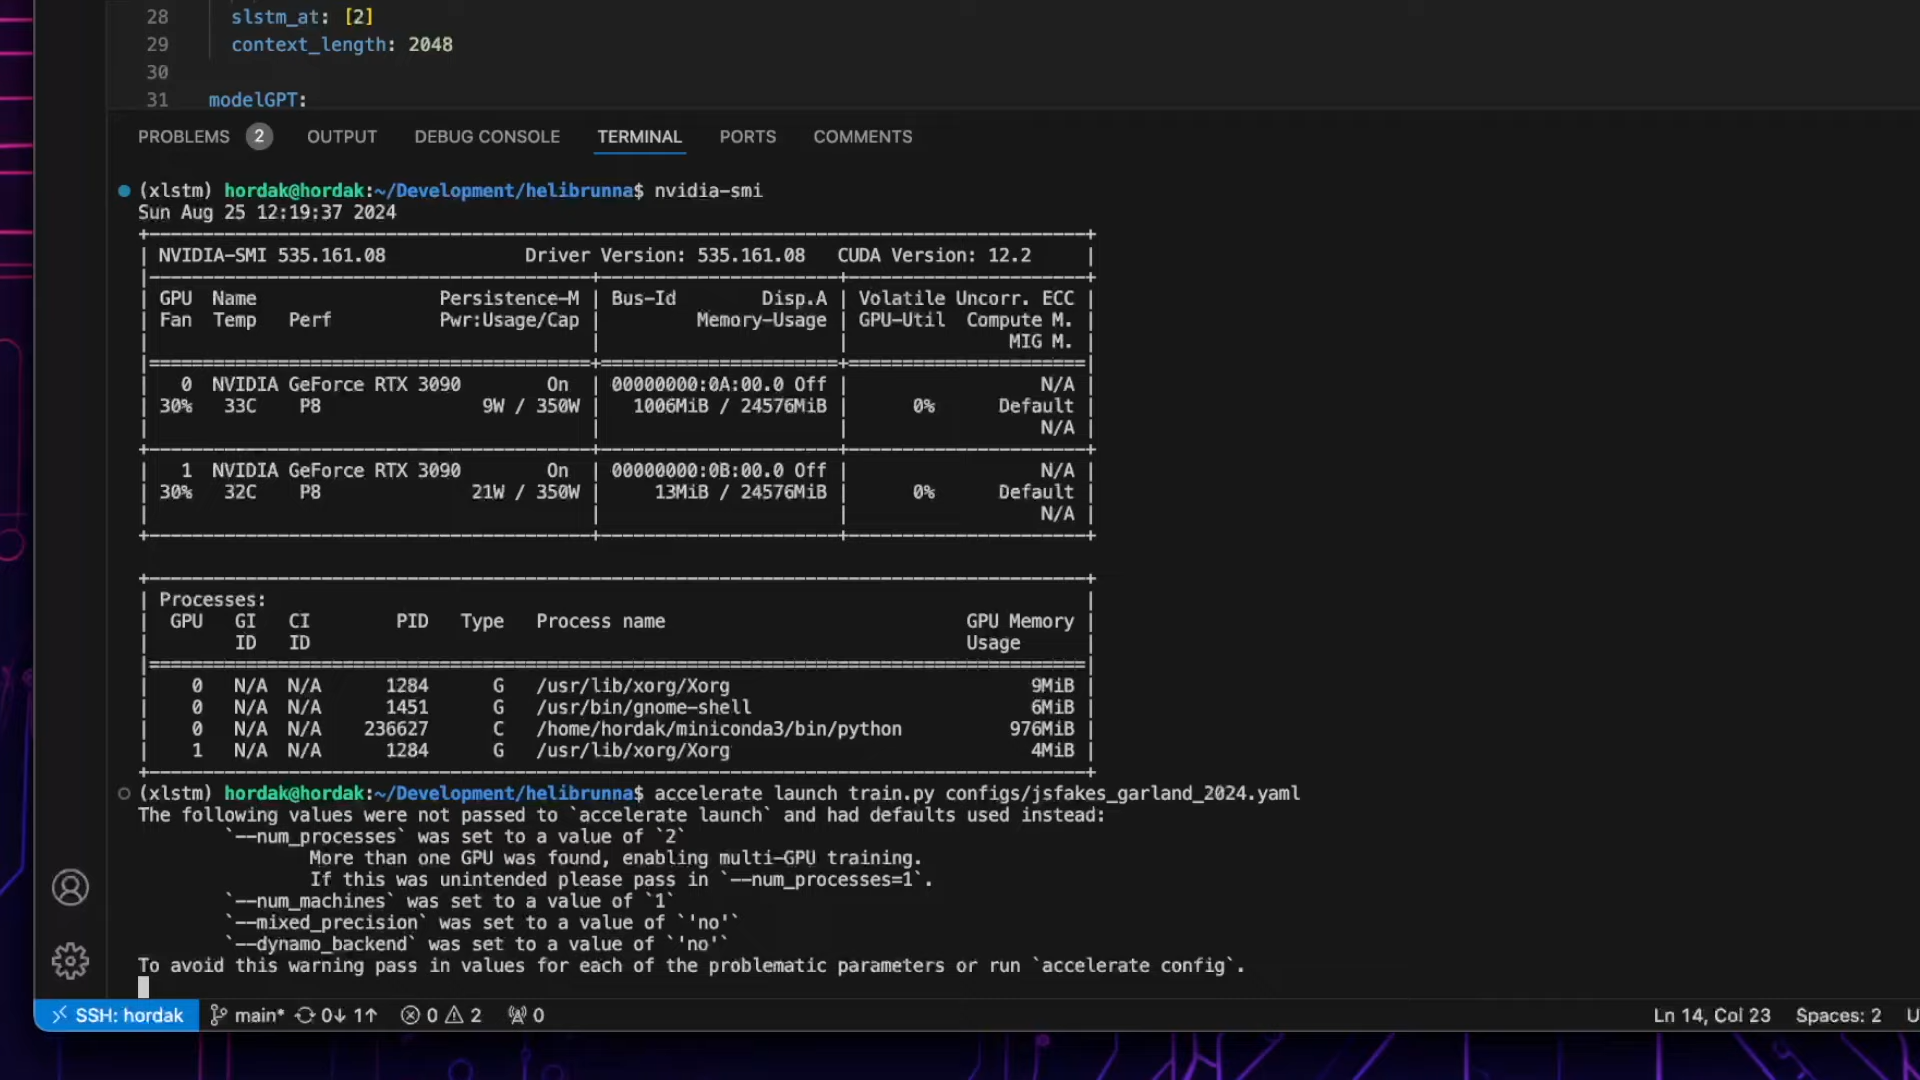 28 slstm_at: [2]
29 context_length: 2048
30
31 modelGPT:
PROBLEMS 2 OUTPUT DEBUG CONSOLE TERMINAL PORTS COMMENTS
(xlstm) hordak@hordak:~/Development/helibrunna$ nvidia-smi
Sun Aug 25 12:19:37 2024
NVIDIA-SMI 535.161.08 Driver Version: 535.161.08 CUDA Version: 12.2
GPU Name Persistence-M | Bus-Id Disp.A | Volatile Uncorr. ECC
Fan Temp Perf Pwr:Usage/Cap | Memory-Usage | GPU-Util Compute M.
MIG M.
0 NVIDIA GeForce RTX 3090 On | 00000000:0A:00.0 Off | N/A
30% 33C P8 9W / 350W | 1006MiB / 24576MiB | 0% Default
N/A
1 NVIDIA GeForce RTX 3090 On | 00000000:0B:00.0 Off | N/A
30% 32C P8 21W / 350W | 13MiB / 24576MiB | 0% Default
N/A
Processes:
GPU GI CI PID Type Process name GPU Memory
ID ID Usage
0 N/A N/A 1284 G /usr/lib/xorg/Xorg 9MiB
0 N/A N/A 1451 G /usr/bin/gnome-shell 6MiB
0 N/A N/A 236627 C /home/hordak/miniconda3/bin/python 976MiB
1 N/A N/A 1284 G /usr/lib/xorg/Xorg 4MiB
(xlstm) hordak@hordak:~/Development/helibrunna$ accelerate launch train.py configs/jsfakes_garland_2024.yaml
The following values were not passed to `accelerate launch` and had defaults used instead:
`--num_processes` was set to a value of `2`
More than one GPU was found, enabling multi-GPU training.
If this was unintended please pass in `--num_processes=1`.
`--num_machines` was set to a value of `1`
`--mixed_precision` was set to a value of `'no'`
`--dynamo_backend` was set to a value of `'no'`
To avoid this warning pass in values for each of the problematic parameters or run `accelerate config`.
SSH: hordak main* 0↓ 1↑ 0 2 0 Ln 14, Col 23 Spaces: 2 U